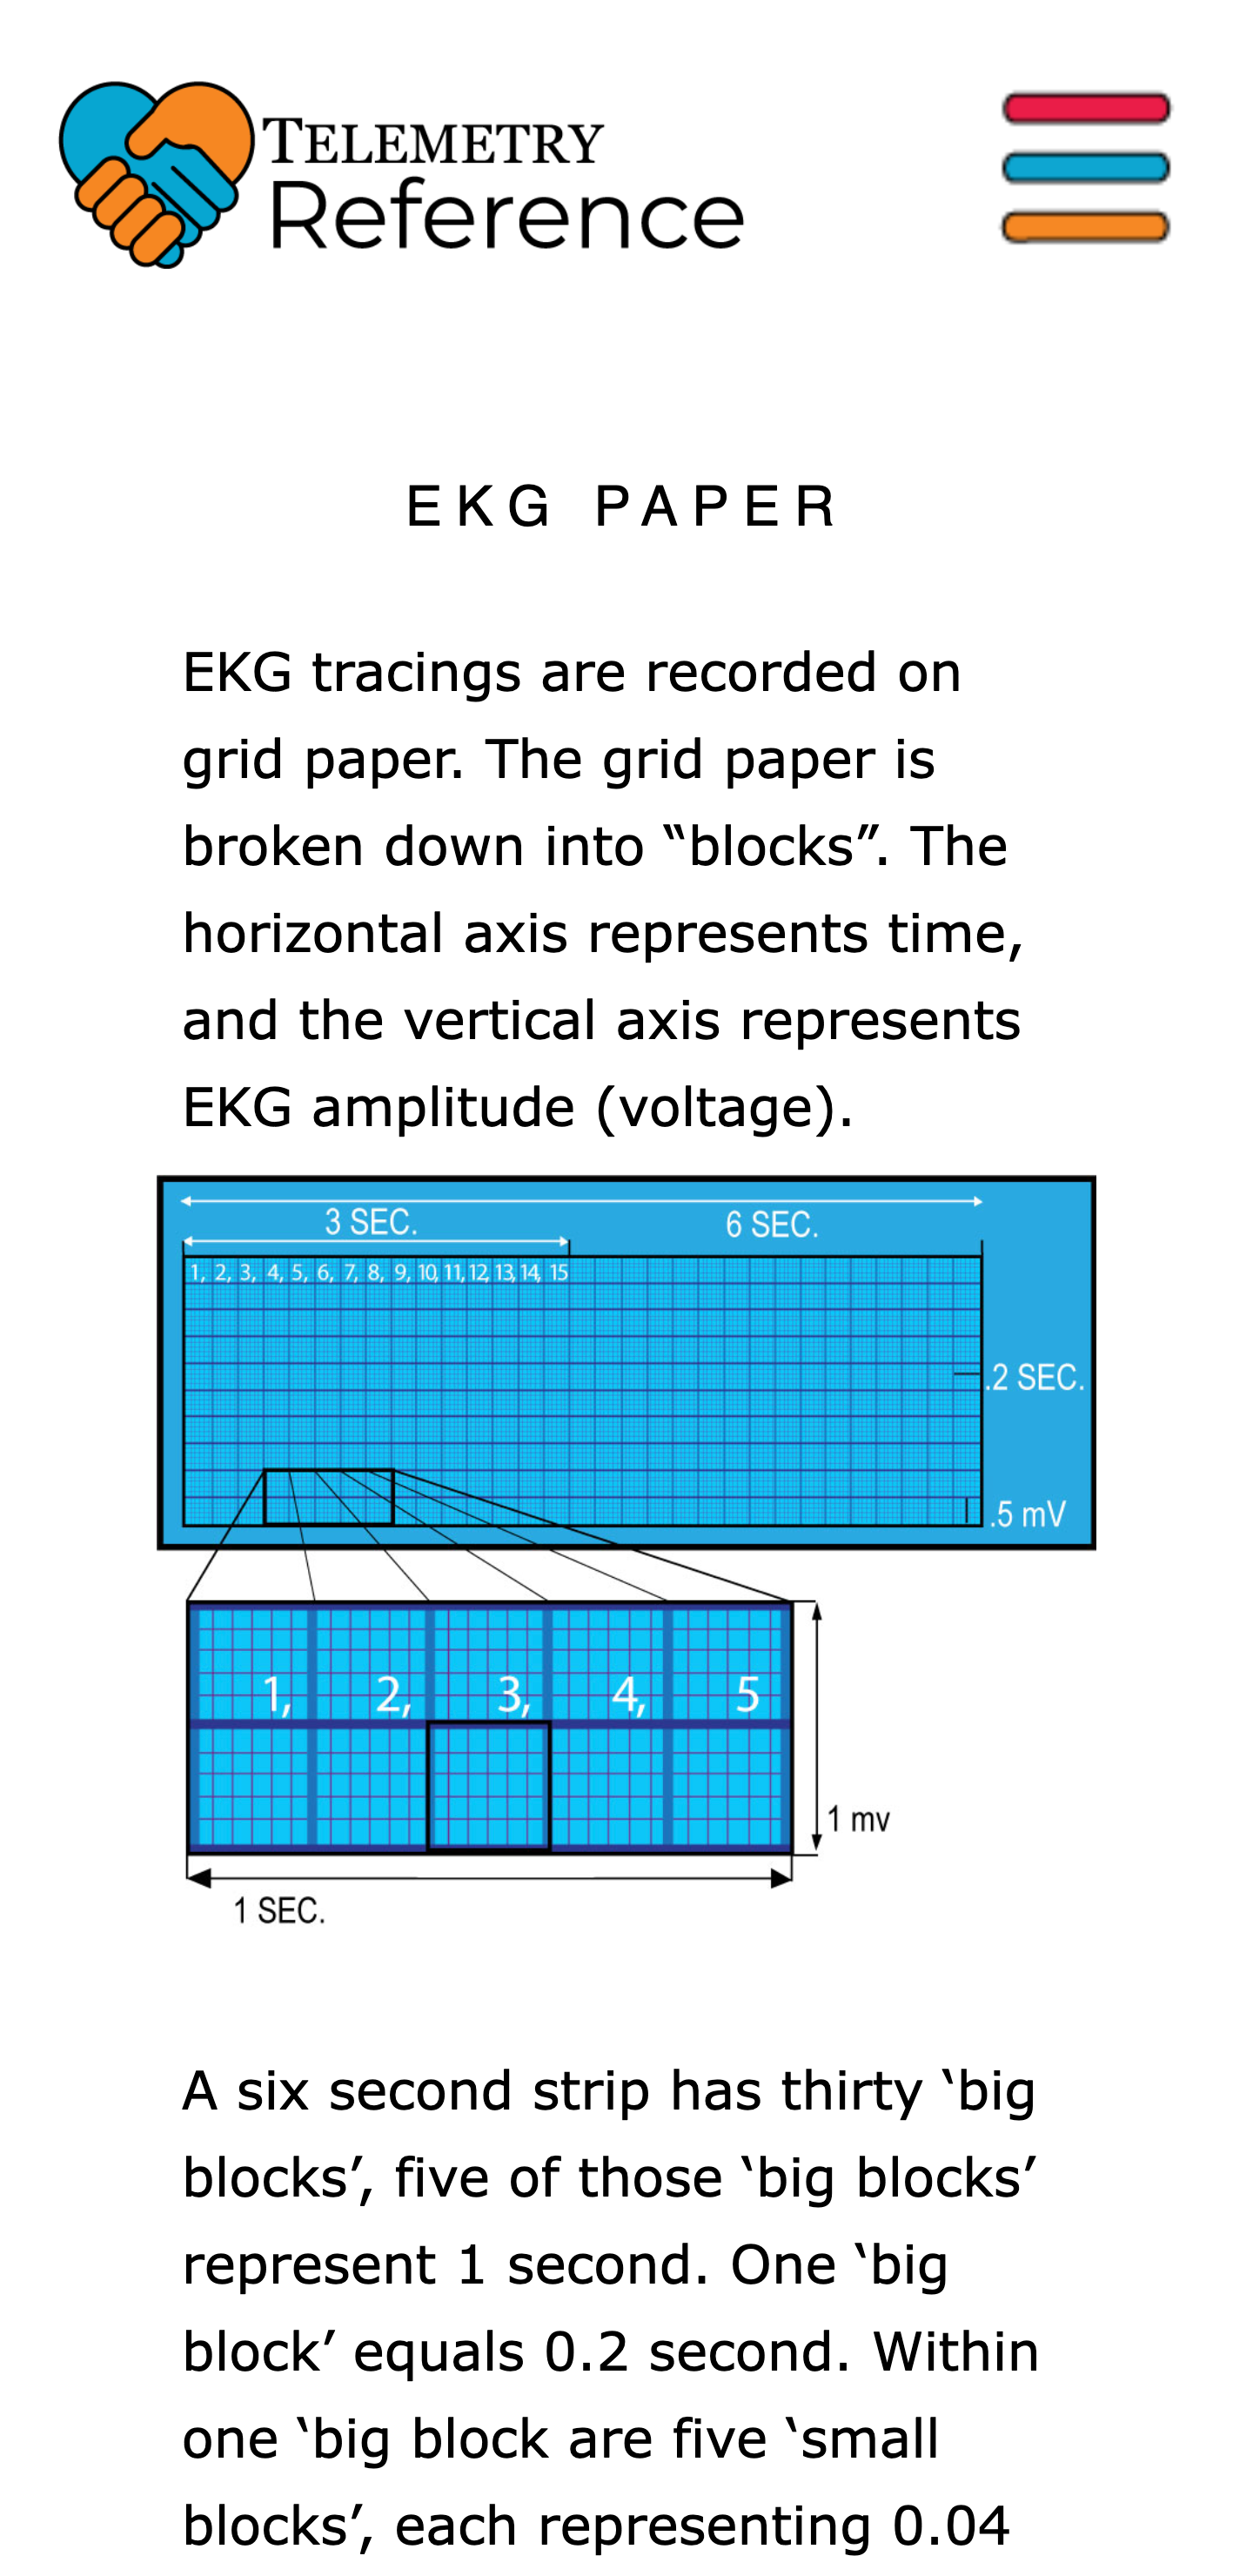 TELEMETRY
Reference
EKG PAPER
EKG tracings are recorded on
grid paper. The grid paper is
broken down into “blocks”. The
horizontal axis represents time,
and the vertical axis represents
EKG amplitude (voltage).
3 SEC.
6 SEC.
1, 2, 3, 4, 5, 6, 7, 8, 9, 10, 11, 12, 13, 14, 15
.2 SEC.
.5 mV
1, 2, 3, 4, 5
1 mv
1 SEC.
A six second strip has thirty ‘big
blocks’, five of those ‘big blocks’
represent 1 second. One ‘big
block’ equals 0.2 second. Within
one ‘big block are five ‘small
blocks’, each representing 0.04